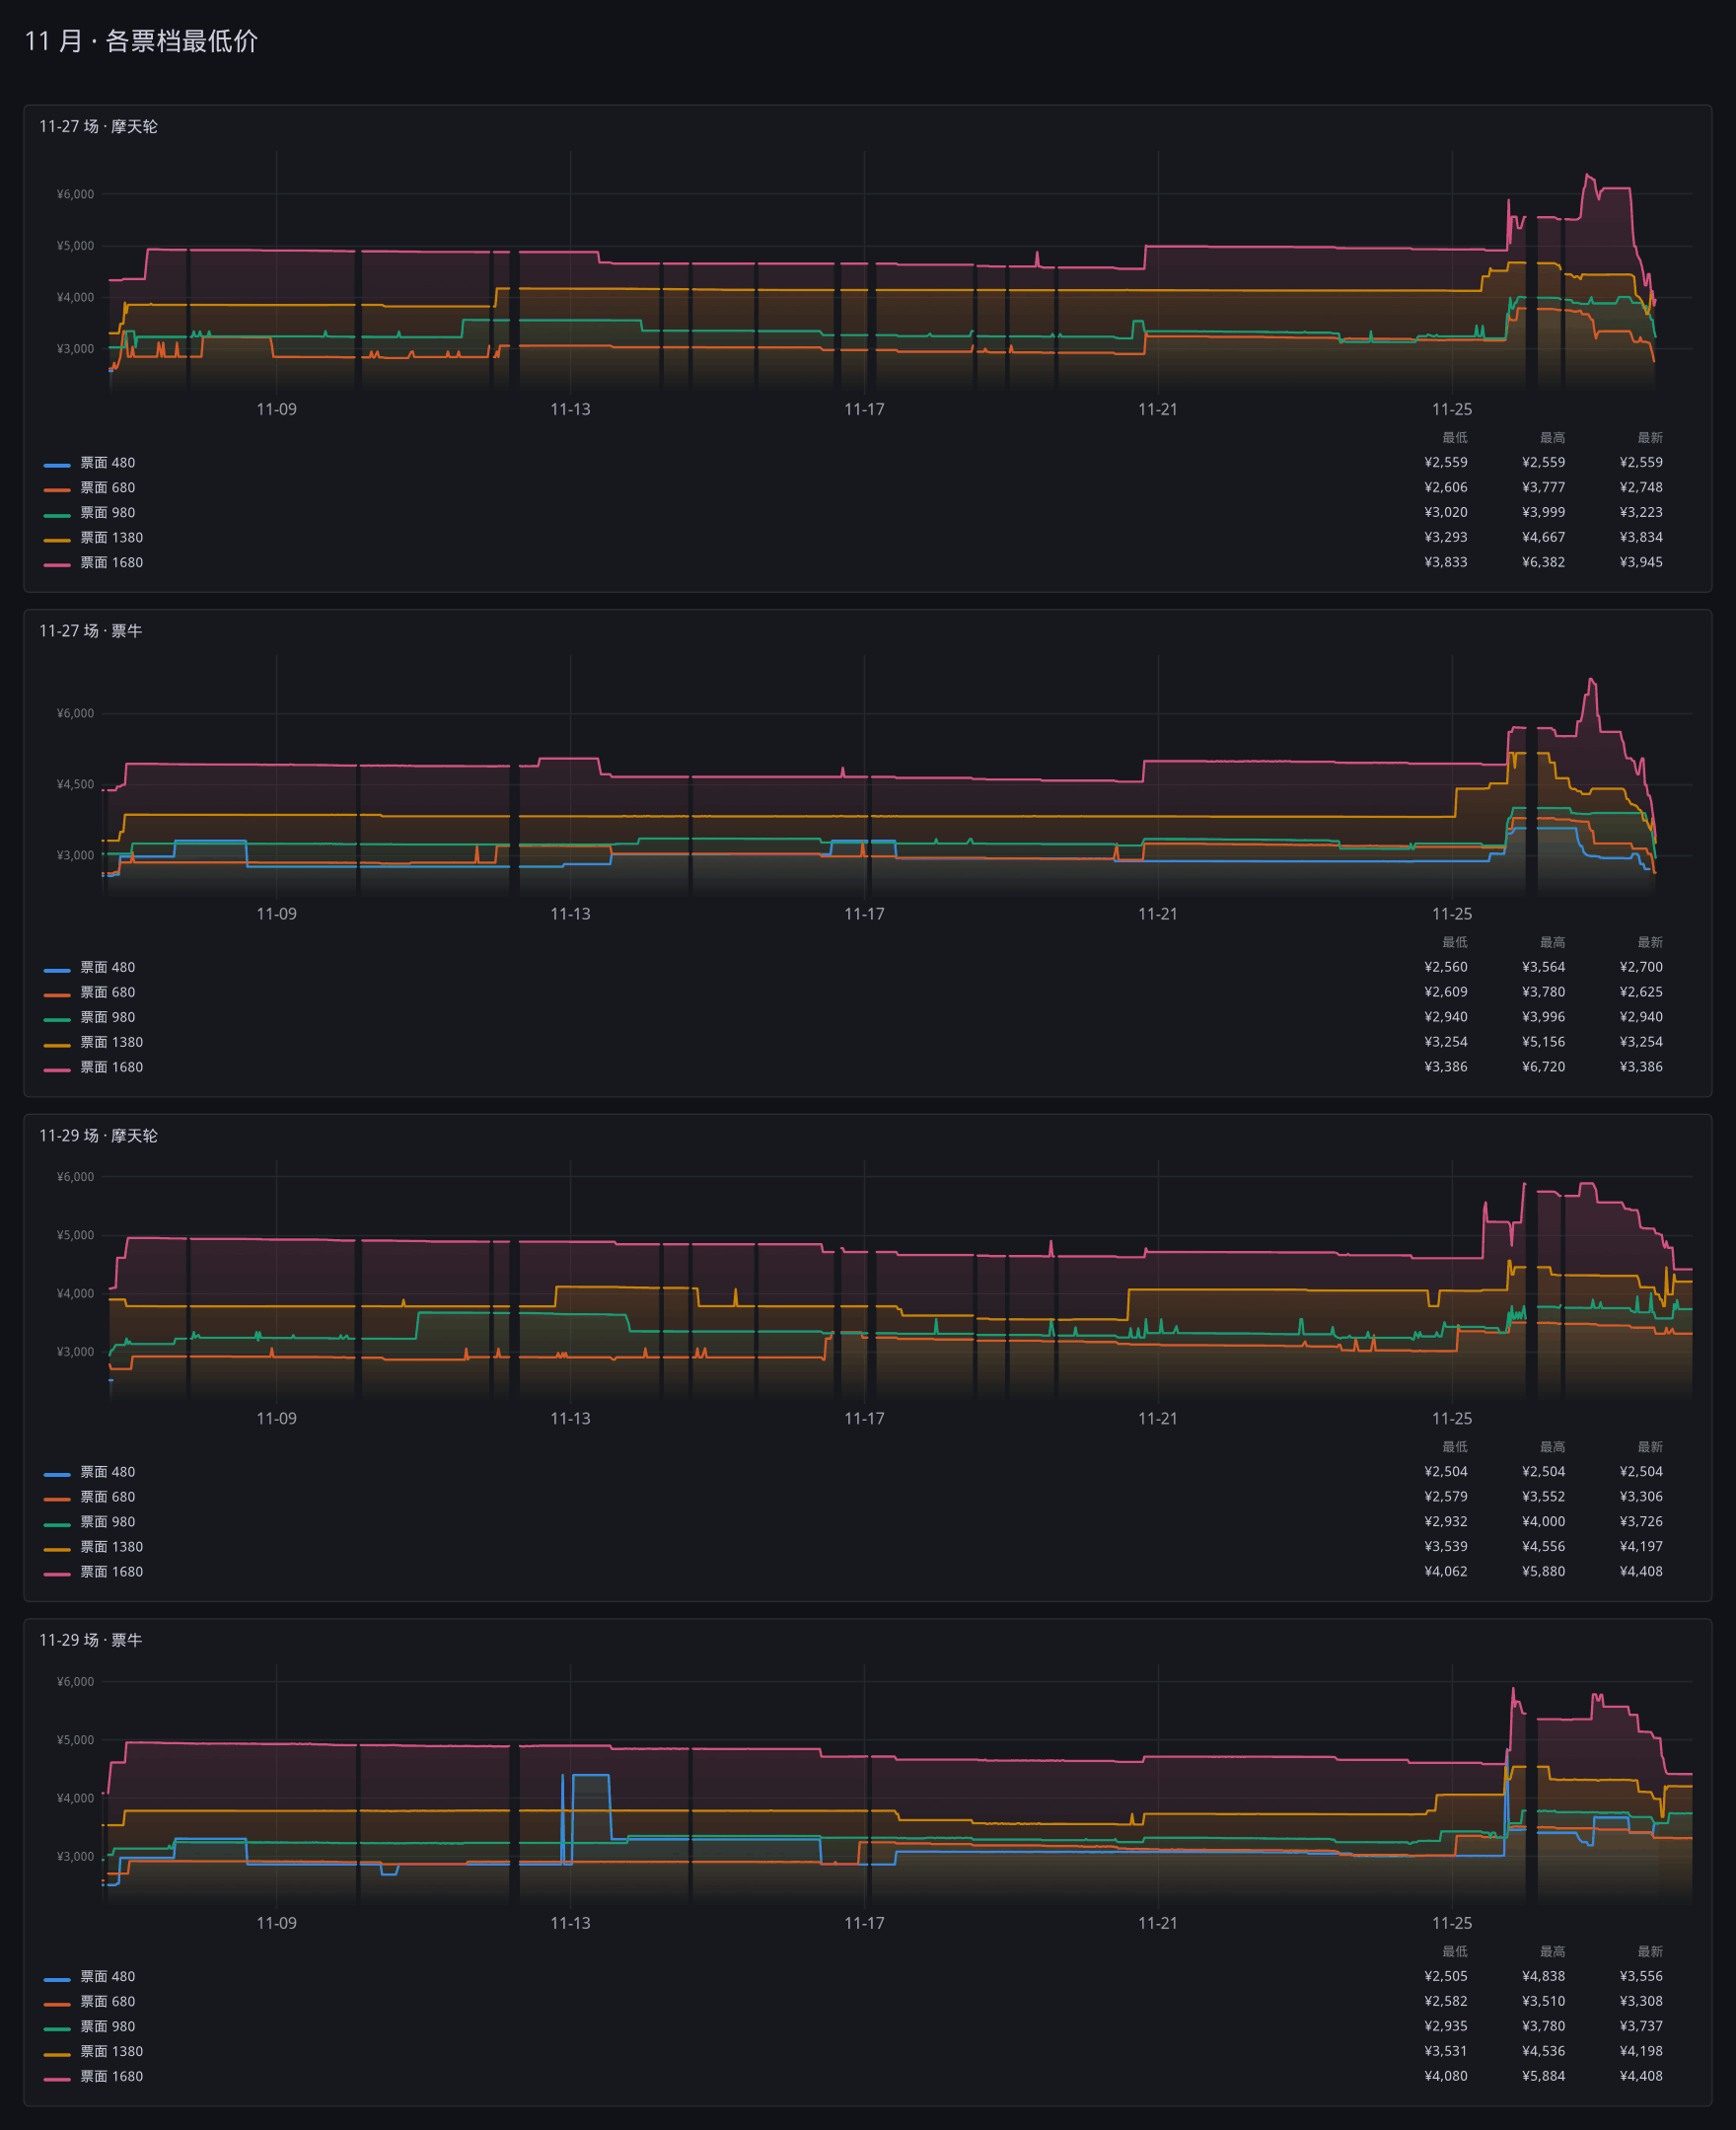 11 月 · 各票档最低价
11-27 场 · 摩天轮
¥6,000
¥5,000
¥4,000
¥3,000
11-09 11-13 11-17 11-21 11-25
最低 最高 最新
票面 480 ¥2,559 ¥2,559 ¥2,559
票面 680 ¥2,606 ¥3,777 ¥2,748
票面 980 ¥3,020 ¥3,999 ¥3,223
票面 1380 ¥3,293 ¥4,667 ¥3,834
票面 1680 ¥3,833 ¥6,382 ¥3,945
11-27 场 · 票牛
¥6,000
¥4,500
¥3,000
11-09 11-13 11-17 11-21 11-25
最低 最高 最新
票面 480 ¥2,560 ¥3,564 ¥2,700
票面 680 ¥2,609 ¥3,780 ¥2,625
票面 980 ¥2,940 ¥3,996 ¥2,940
票面 1380 ¥3,254 ¥5,156 ¥3,254
票面 1680 ¥3,386 ¥6,720 ¥3,386
11-29 场 · 摩天轮
¥6,000
¥5,000
¥4,000
¥3,000
11-09 11-13 11-17 11-21 11-25
最低 最高 最新
票面 480 ¥2,504 ¥2,504 ¥2,504
票面 680 ¥2,579 ¥3,552 ¥3,306
票面 980 ¥2,932 ¥4,000 ¥3,726
票面 1380 ¥3,539 ¥4,556 ¥4,197
票面 1680 ¥4,062 ¥5,880 ¥4,408
11-29 场 · 票牛
¥6,000
¥5,000
¥4,000
¥3,000
11-09 11-13 11-17 11-21 11-25
最低 最高 最新
票面 480 ¥2,505 ¥4,838 ¥3,556
票面 680 ¥2,582 ¥3,510 ¥3,308
票面 980 ¥2,935 ¥3,780 ¥3,737
票面 1380 ¥3,531 ¥4,536 ¥4,198
票面 1680 ¥4,080 ¥5,884 ¥4,408